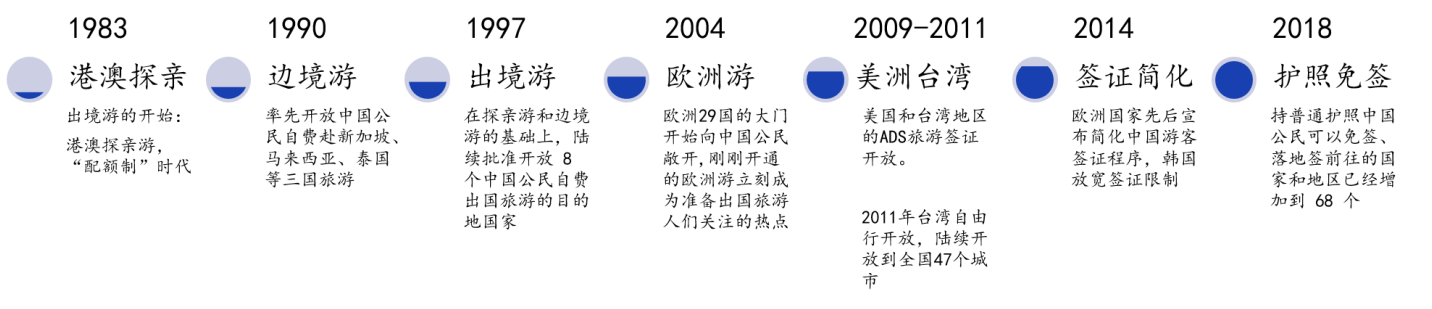 1983
港澳探亲
出境游的开始:
港澳探亲游,
“配额制”时代
1990
边境游
率先开放中国公
民自费赴新加坡、
马来西亚、泰国
等三国旅游
1997
出境游
在探亲游和边境
游的基础上, 陆
续批准开放 8
个中国公民自费
出国旅游的目的
地国家
2004
欧洲游
欧洲29国的大门
开始向中国公民
敞开,刚刚开通
的欧洲游立刻成
为准备出国旅游
人们关注的热点
2009-2011
美洲台湾
美国和台湾地区
的ADS旅游签证
开放。
2011年台湾自由
行开放, 陆续开
放到全国47个城
市
2014
签证简化
欧洲国家先后宣
布简化中国游客
签证程序, 韩国
放宽签证限制
2018
护照免签
持普通护照中国
公民可以免签、
落地签前往的国
家和地区已经增
加到 68 个